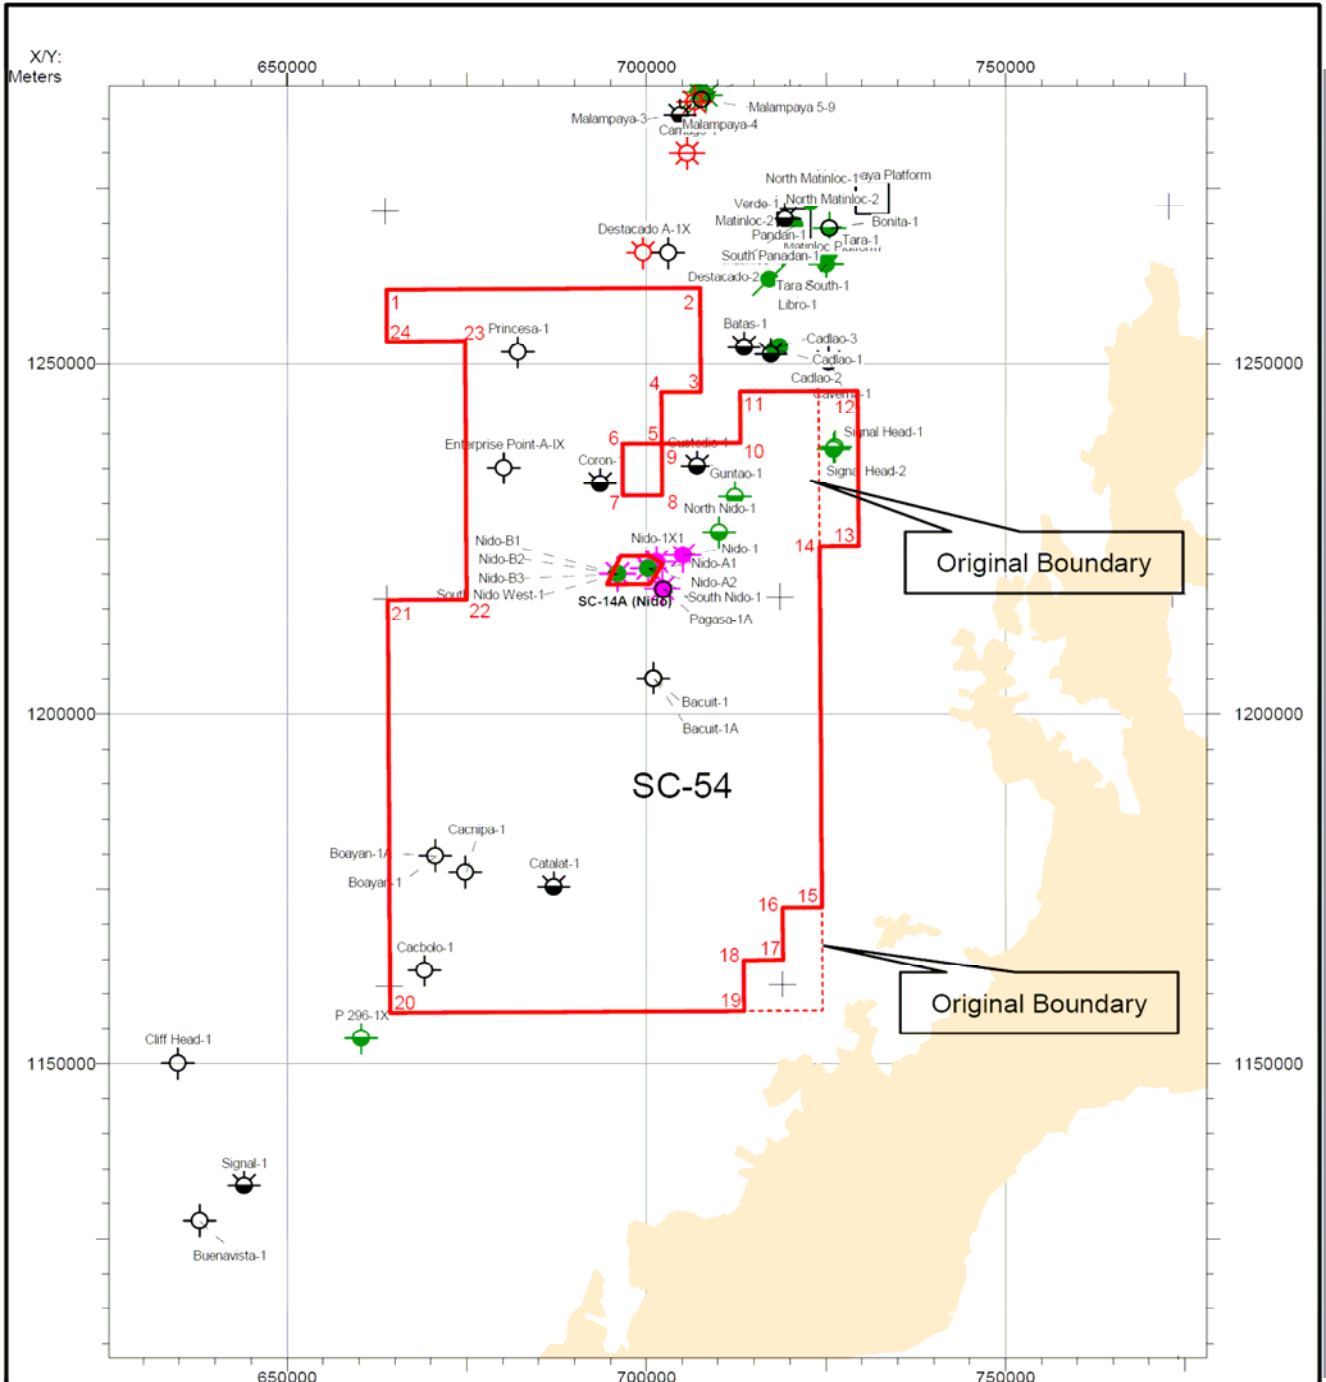 X/Y:
Meters
650000
700000
750000
Malampaya 5-9
Malampaya-3
Malampaya-4
North Matinloc-1
aya Platform
North Matinloc-2
Verde-1
Matinloc-2
Bonita-1
Pandan-1
Tara-1
Matinloc Platform
South Panadan-1
Destacado A-1X
Destacado-2
Tara South-1
Libro-1
1
2
24
23
Princesa-1
Batas-1
Cadlao-3
Cadlao-1
Cadlao-2
1250000
1250000
4
3
11
12
6
5
10
9
Signal Head-1
Enterprise Point-A-IX
Coron-
Guntao-1
Signal Head-2
7
8
North Nido-1
Original Boundary
13
14
Nido-B1
Nido-1X1
Nido-1
Nido-B2
Nido-A1
Nido-B3
Nido-A2
South Nido West-1
South Nido-1
SC-14A (Nido)
Pagasa-1A
21
22
Bacuit-1
Bacuit-1A
1200000
1200000
SC-54
Cacnipa-1
Boayan-1A
Boayan-1
Catalat-1
15
16
17
18
Cacbolo-1
Original Boundary
20
19
P 296-1X
Cliff Head-1
1150000
1150000
Signal-1
Buenavista-1
650000
700000
750000